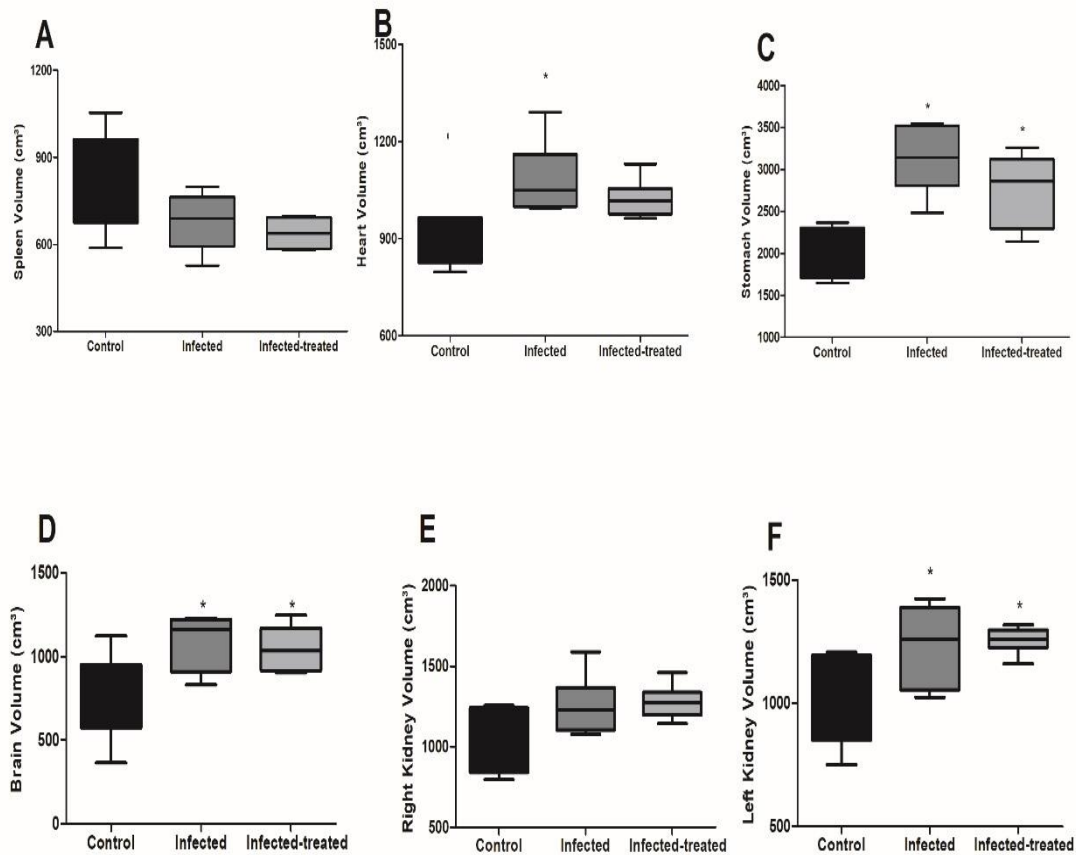 A
Spleen Volume (cm³)
1200
900
600
300
Control Infected Infected-treated
B
Heart Volume (cm³)
1500
1200
900
600
*
Control Infected Infected-treated
C
Stomach Volume (cm³)
4000
3500
3000
2500
2000
1500
1000
*
*
Control Infected Infected-treated
D
Brain Volume (cm³)
1500
1000
500
0
* *
Control Infected Infected-treated
E
Right Kidney Volume (cm³)
2000
1500
1000
500
Control Infected Infected-treated
F
Left Kidney Volume (cm³)
1500
1000
500
*
*
Control Infected Infected-treated